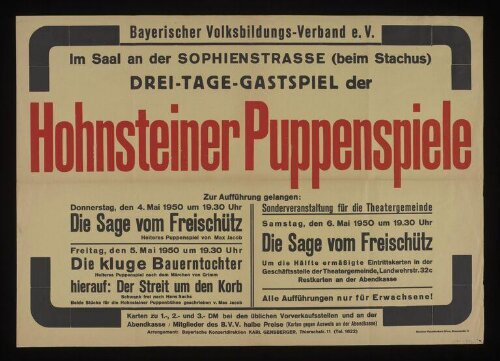 Bayerischer Volksbildungs-Verband e. V.
Im Saal an der SOPHIENSTRASSE (beim Stachus)
DREI-TAGE-GASTSPIEL der
Hohnsteiner Puppenspiele
Zur Aufführung gelangen:
Donnerstag, den 4. Mai 1950 um 19.30 Uhr
Die Sage vom Freischütz
Heiteres Puppenspiel von Max Jacob
Freitag, den 5. Mai 1950 um 19.30 Uhr
Die kluge Bauerntochter
Heiteres Puppenspiel nach dem Märchen von Grimm
hierauf: Der Streit um den Korb
Schwank frei nach Hans Sachs
Beide Stücke für die Hohnsteiner Puppenbühne geschrieben v. Max Jacob
Sonderveranstaltung für die Theatergemeinde
Samstag, den 6. Mai 1950 um 19.30 Uhr
Die Sage vom Freischütz
Um die Hälfte ermäßigte Eintrittskarten in der
Geschäftsstelle der Theatergemeinde, Landwehrstr. 32c
Restkarten an der Abendkasse
Alle Aufführungen nur für Erwachsene!
Karten zu 1.-, 2.- und 3.- DM bei den üblichen Vorverkaufsstellen und an der
Abendkasse / Mitglieder des B.V.V. halbe Preise (Karten gegen Ausweis an der Abendkasse)
Arrangement: Bayerische Konzertdirektion KARL GENSBERGER, Thierschstr. 11 (Tel. 1622)